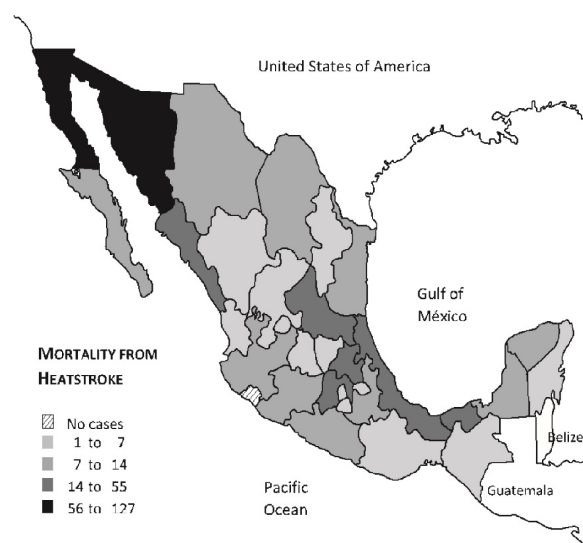 United States of America
Gulf of
México
MORTALITY FROM
HEATSTROKE
No cases
1 to 7
7 to 14
14 to 55
56 to 127
Belize
Guatemala
Pacific
Ocean